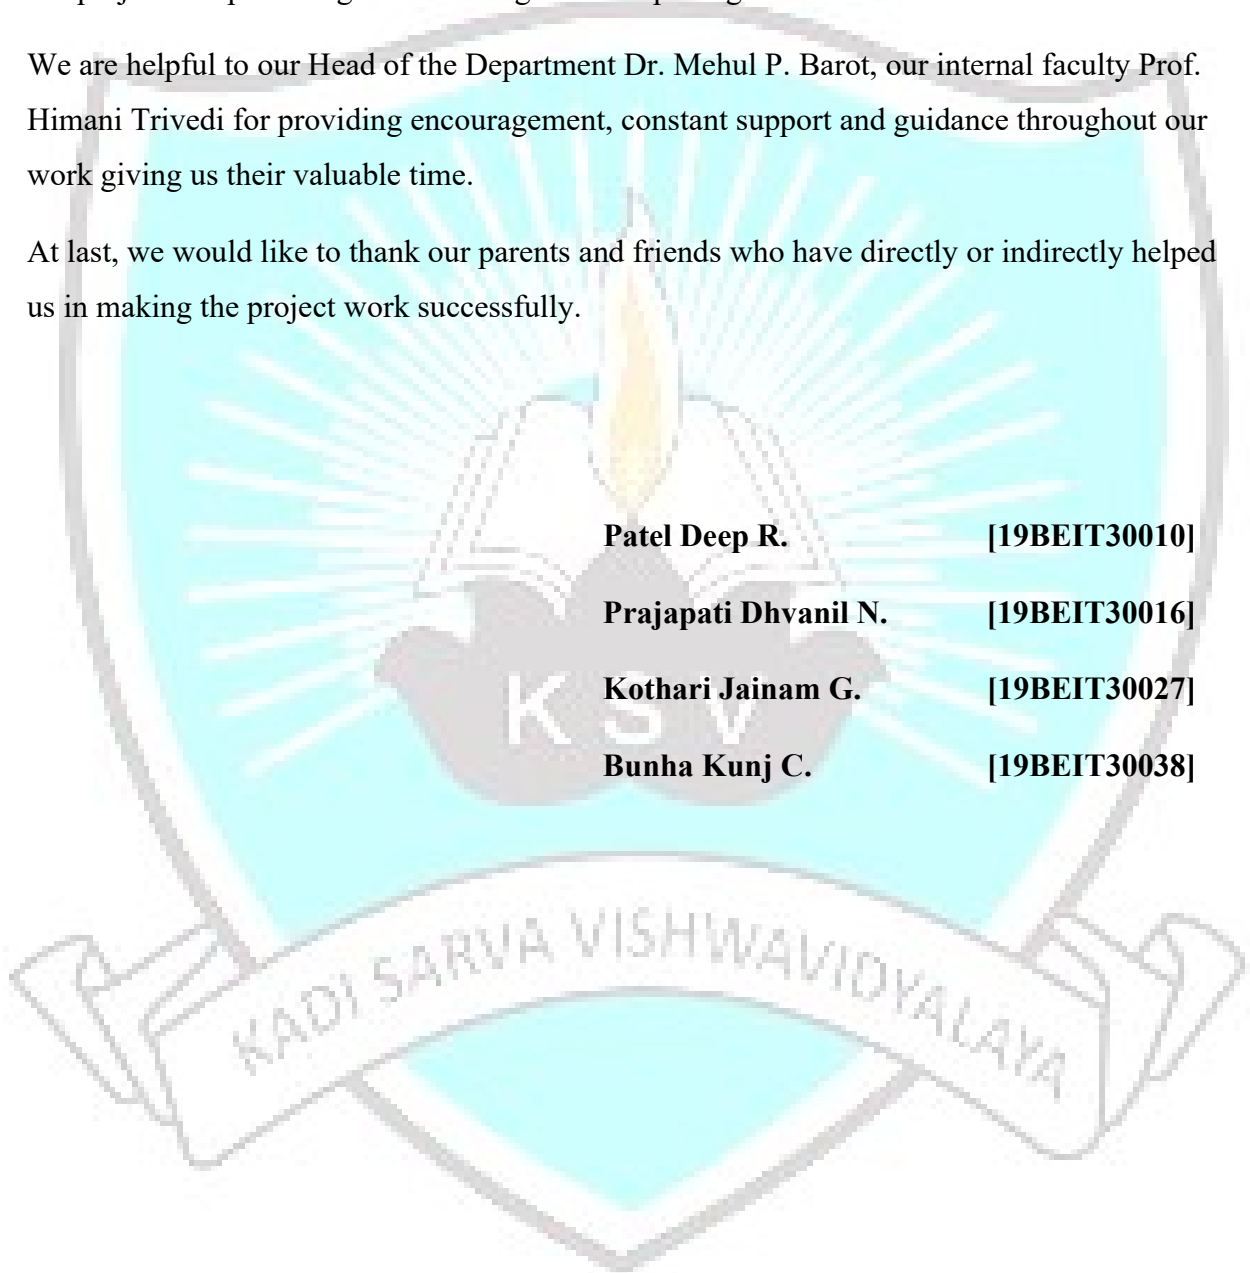 We are helpful to our Head of the Department Dr. Mehul P. Barot, our internal faculty Prof.
Himani Trivedi for providing encouragement, constant support and guidance throughout our
work giving us their valuable time.
At last, we would like to thank our parents and friends who have directly or indirectly helped
us in making the project work successfully.
Patel Deep R. [19BEIT30010]
Prajapati Dhvanil N. [19BEIT30016]
Kothari Jainam G. [19BEIT30027]
Bunha Kunj C. [19BEIT30038]
K S V
KADI SARVA VISHWAVIDYALAYA